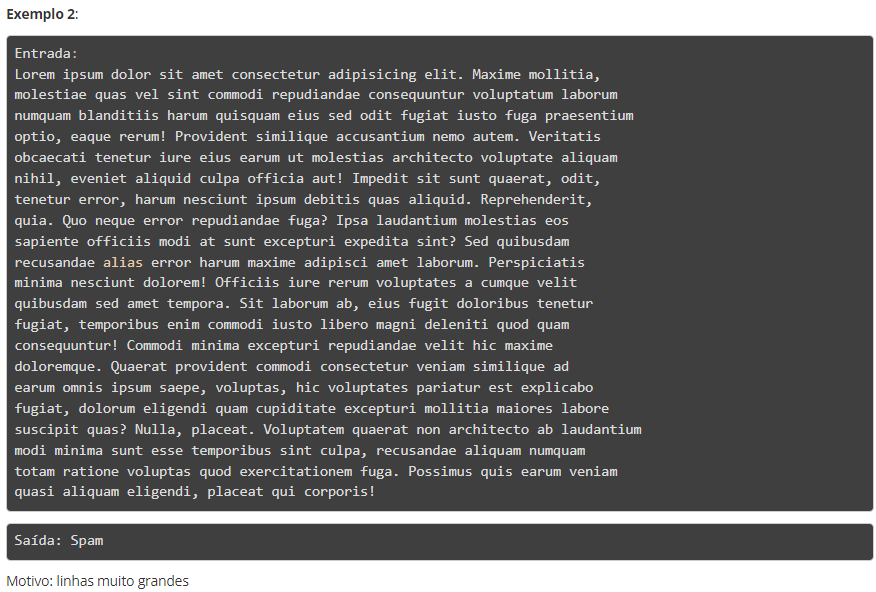 Exemplo 2:
Entrada:
Lorem ipsum dolor sit amet consectetur adipisicing elit. Maxime mollitia,
molestiae quas vel sint commodi repudiandae consequuntur voluptatum laborum
numquam blanditiis harum quisquam eius sed odit fugiat iusto fuga praesentium
optio, eaque rerum! Provident similique accusantium nemo autem. Veritatis
obcaecati tenetur iure eius earum ut molestias architecto voluptate aliquam
nihil, eveniet aliquid culpa officia aut! Impedit sit sunt quaerat, odit,
tenetur error, harum nesciunt ipsum debitis quas aliquid. Reprehenderit,
quia. Quo neque error repudiandae fuga? Ipsa laudantium molestias eos
sapiente officiis modi at sunt excepturi expedita sint? Sed quibusdam
recusandae alias error harum maxime adipisci amet laborum. Perspiciatis
minima nesciunt dolorem! Officiis iure rerum voluptates a cumque velit
quibusdam sed amet tempora. Sit laborum ab, eius fugit doloribus tenetur
fugiat, temporibus enim commodi iusto libero magni deleniti quod quam
consequuntur! Commodi minima excepturi repudiandae velit hic maxime
doloremque. Quaerat provident commodi consectetur veniam similique ad
earum omnis ipsum saepe, voluptas, hic voluptates pariatur est explicabo
fugiat, dolorum eligendi quam cupiditate excepturi mollitia maiores labore
suscipit quas? Nulla, placeat. Voluptatem quaerat non architecto ab laudantium
modi minima sunt esse temporibus sint culpa, recusandae aliquam numquam
totam ratione voluptas quod exercitationem fuga. Possimus quis earum veniam
quasi aliquam eligendi, placeat qui corporis!
Saída: Spam
Motivo: linhas muito grandes